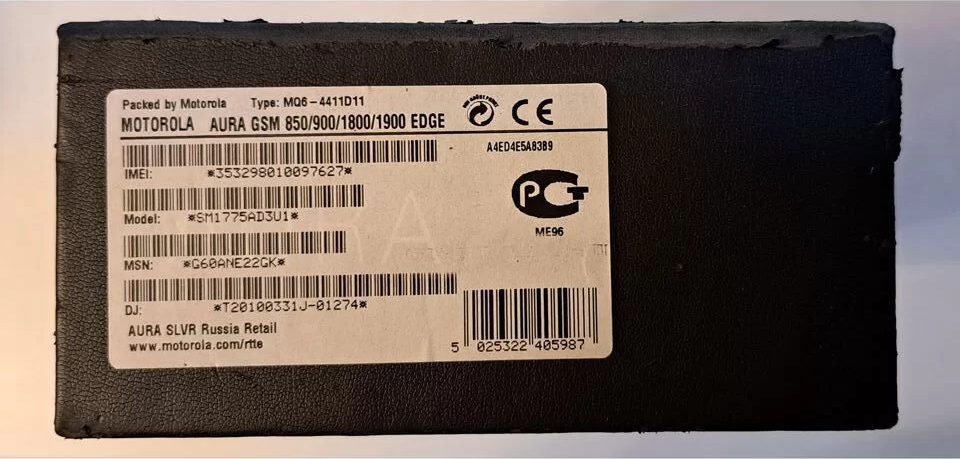 Packed by Motorola Type: MQ6-4411D11
MOTOROLA AURA GSM 850/900/1800/1900 EDGE
CE
A4ED4E5A83B9
IMEI: *353298010097627*
Model: *SM1775AD3U1*
ME96
MSN: *G60ANE22GK*
DJ: *T20100331J-01274*
AURA SLVR Russia Retail
www.motorola.com/rtte
5 025322 405987